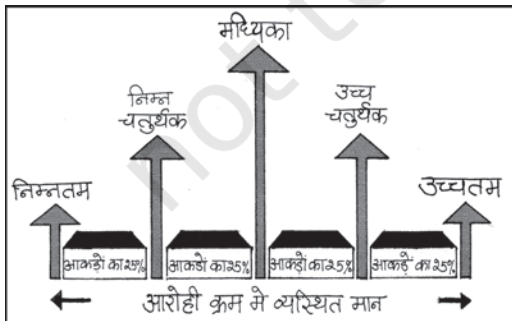 मध्यिका
निम्न
चतुर्थक
उच्च
चतुर्थक
निम्नतम
उच्चतम
आकड़ों का 25%
आकडों का 25%
आकड़ों का 25%
आकड़ें का 25%
आरोही क्रम मे व्यस्थित मान
not t